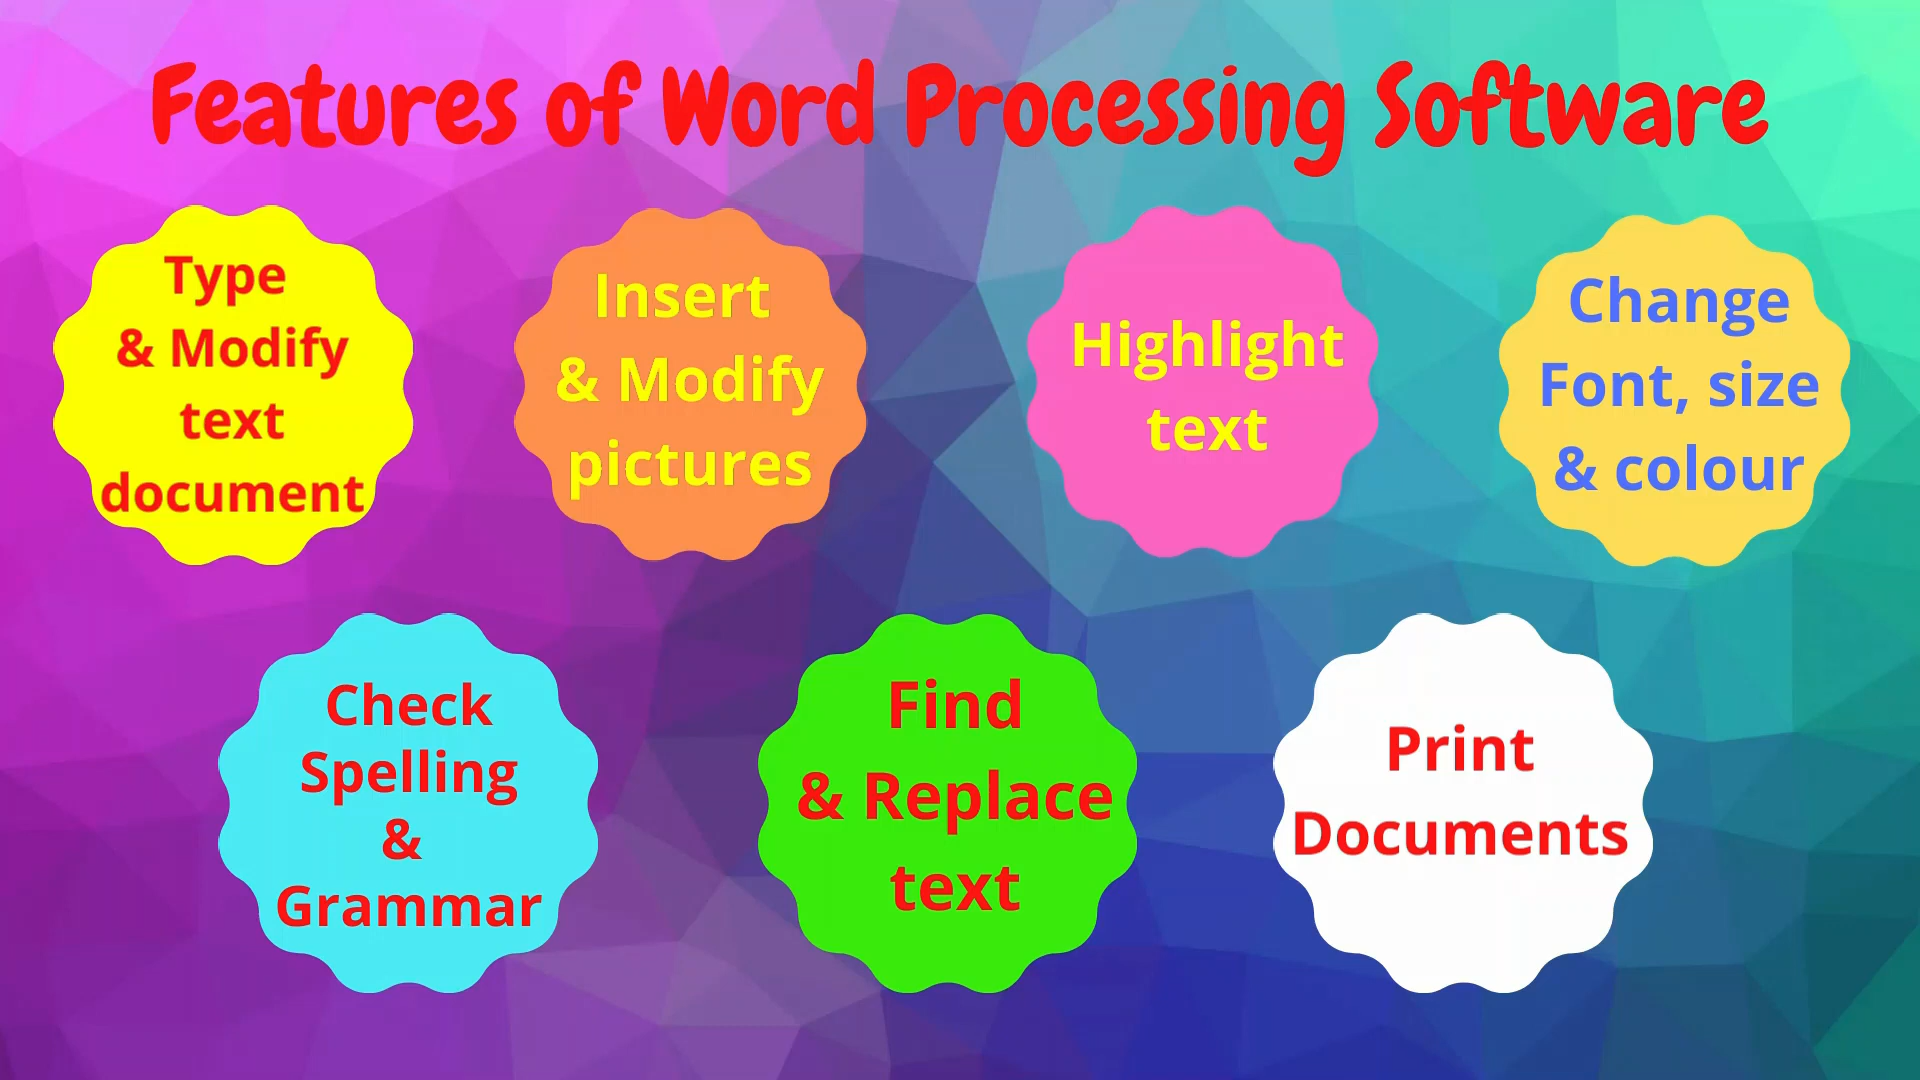 Features of Word Processing Software
Type
& Modify
text
document
Insert
& Modify
pictures
Highlight
text
Change
Font, size
& colour
Check
Spelling
&
Grammar
Find
& Replace
text
Print
Documents